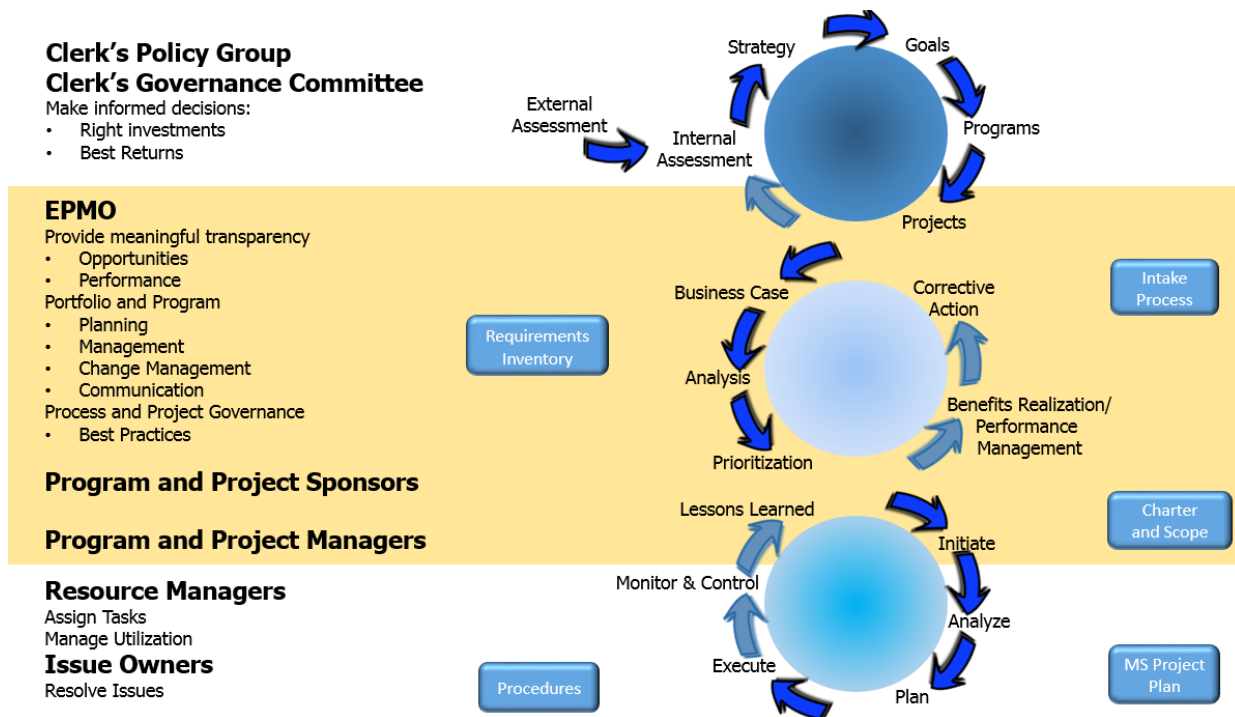 Clerk's Policy Group
Clerk's Governance Committee
Make informed decisions:
• Right investments
• Best Returns
External
Assessment
Internal
Assessment
Strategy
Goals
Programs
Projects
EPMO
Provide meaningful transparency
• Opportunities
• Performance
Portfolio and Program
• Planning
• Management
• Change Management
• Communication
Process and Project Governance
• Best Practices
Program and Project Sponsors
Program and Project Managers
Requirements
Inventory
Business Case
Analysis
Prioritization
Corrective
Action
Benefits Realization/
Performance
Management
Intake
Process
Charter
and Scope
Resource Managers
Assign Tasks
Manage Utilization
Issue Owners
Resolve Issues
Procedures
Lessons Learned
Monitor & Control
Execute
Initiate
Analyze
Plan
MS Project
Plan